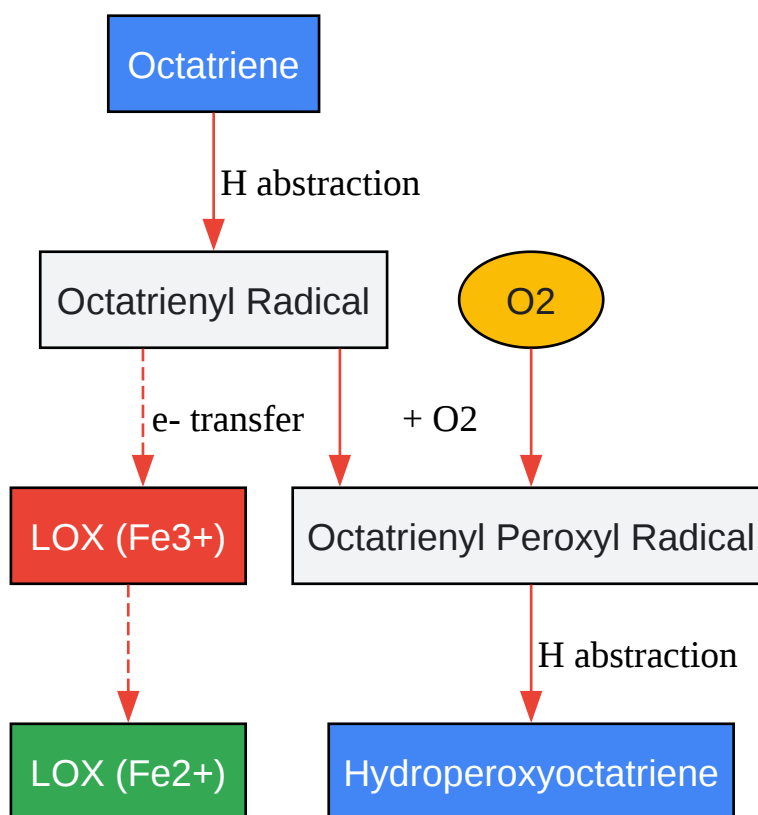 Octatriene
H abstraction
Octatrienyl Radical
O2
e- transfer
+ O2
LOX (Fe3+)
Octatrienyl Peroxyl Radical
H abstraction
LOX (Fe2+)
Hydroperoxyoctatriene